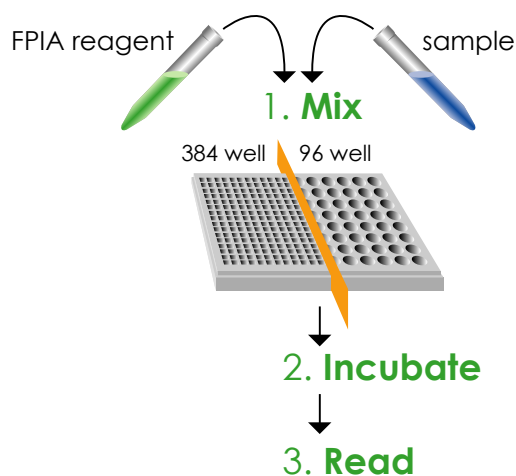 FPIA reagent
sample
1. Mix
384 well
96 well
2. Incubate
3. Read